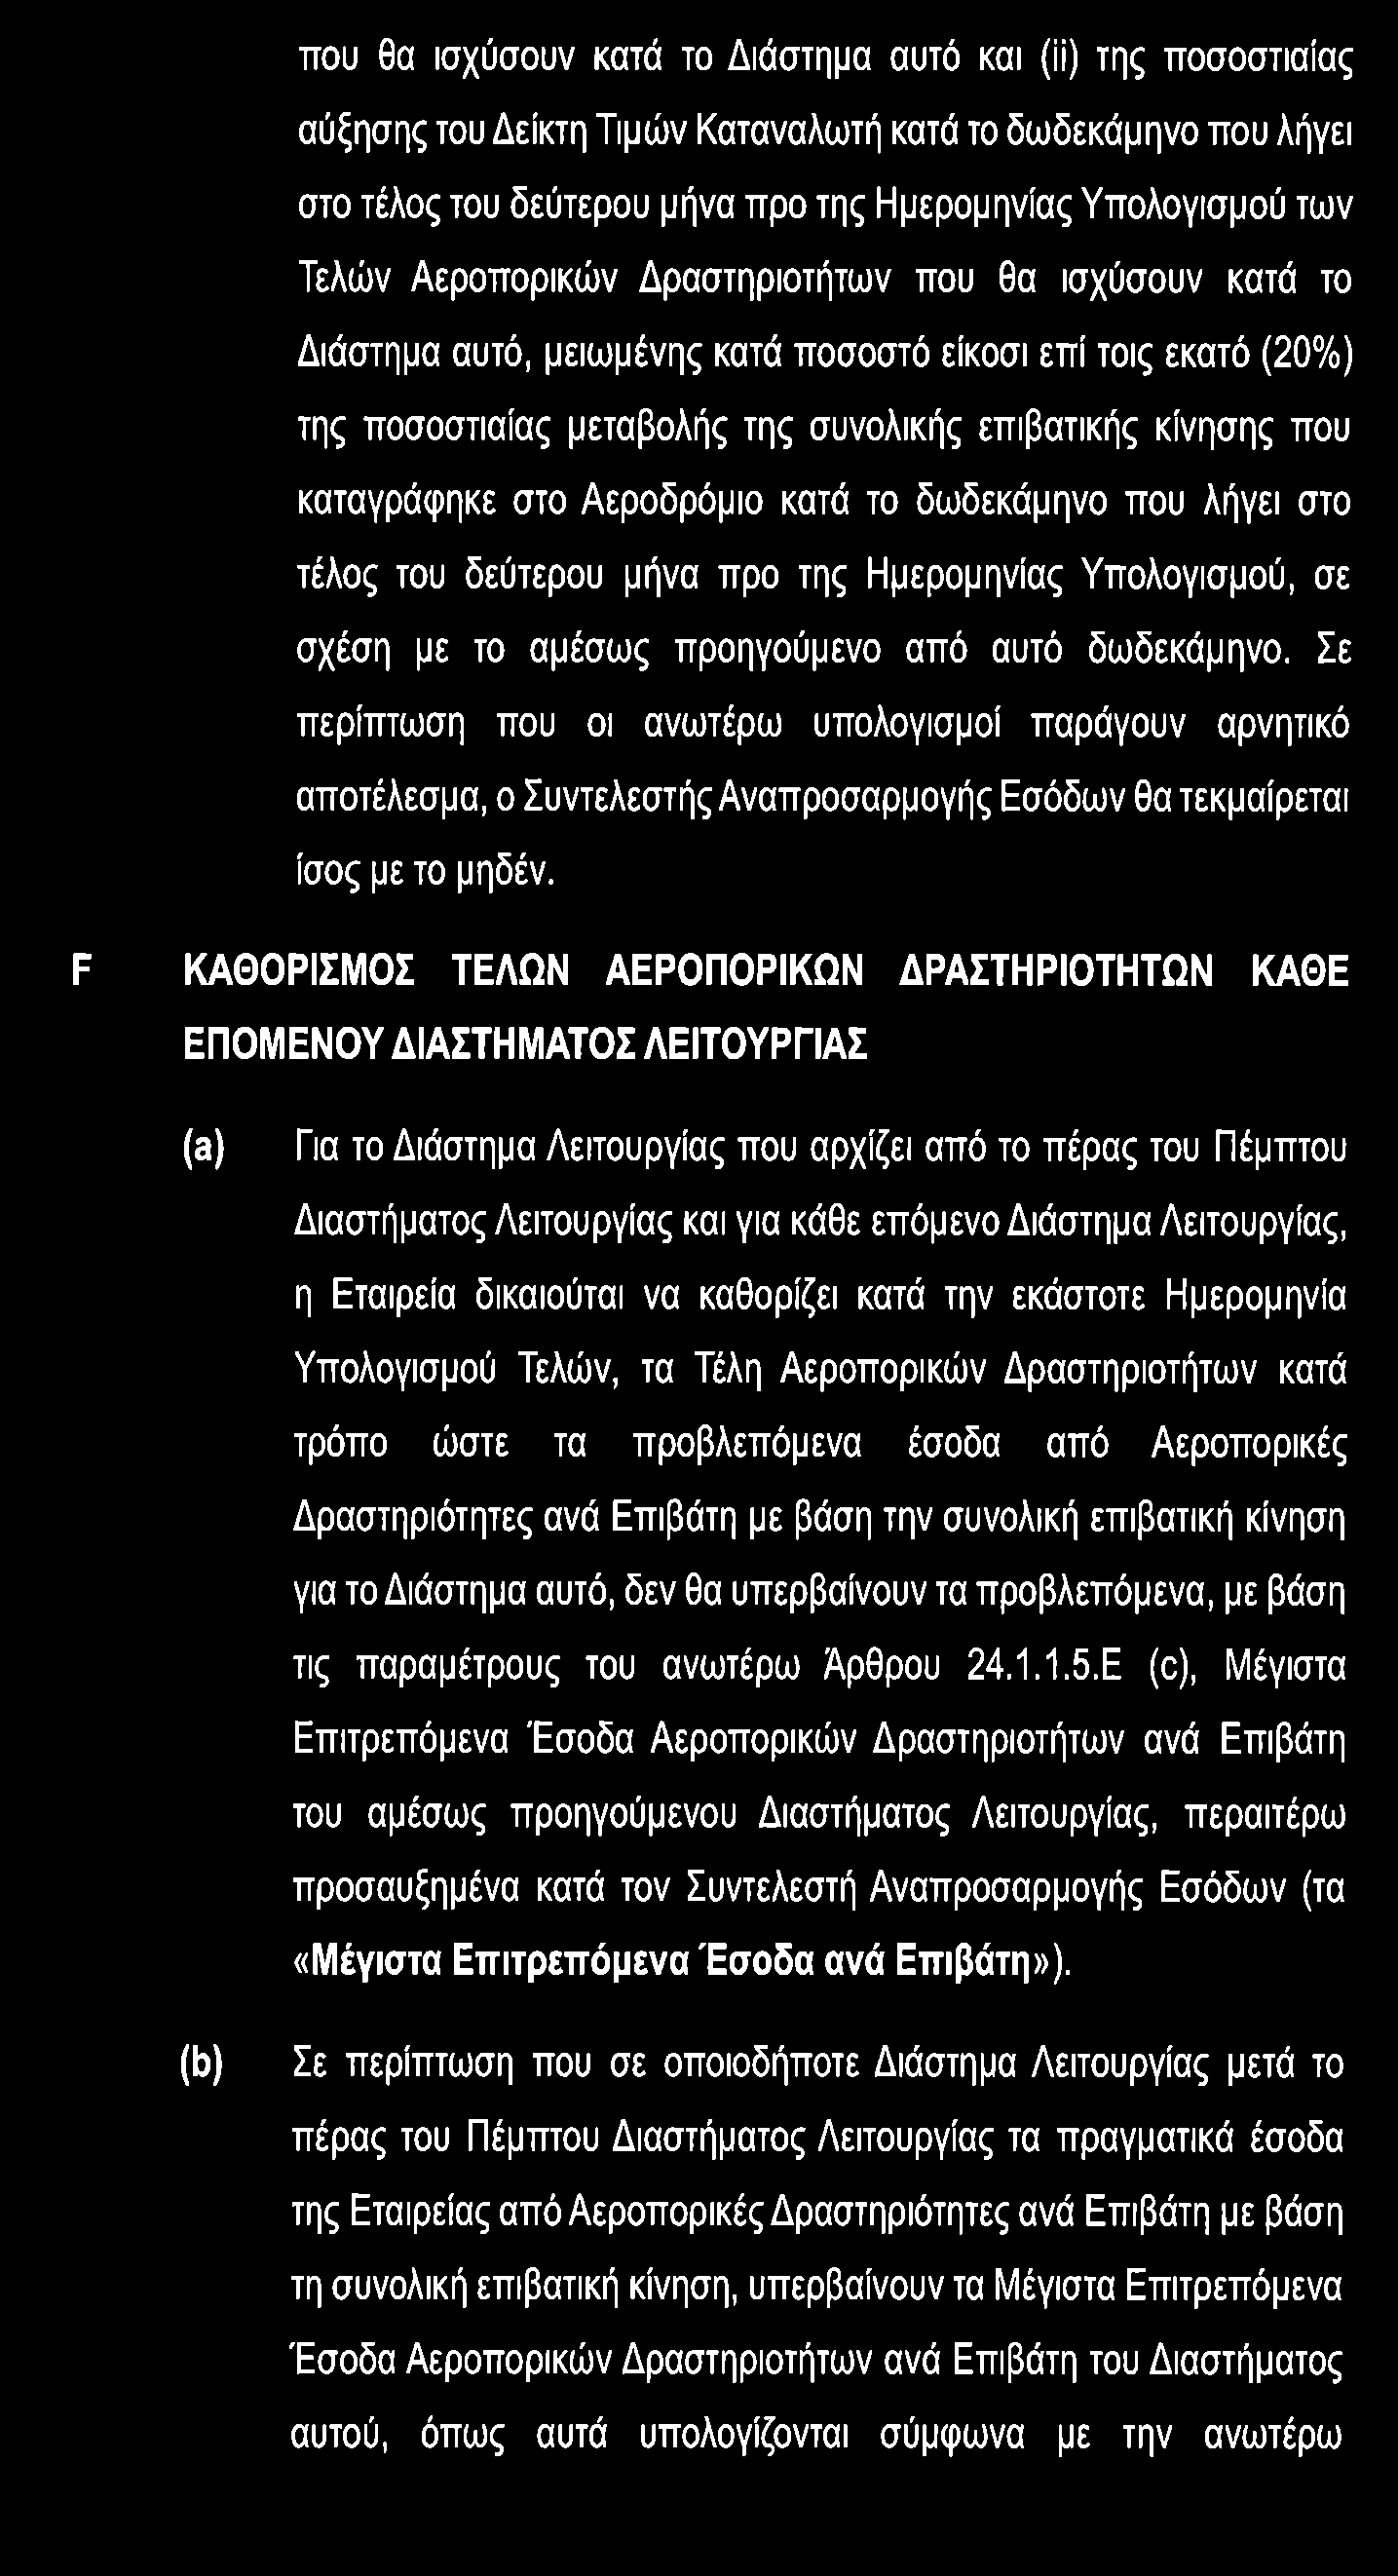 που θα ισχύσουν κατά το Διάστημα αυτό και (ii) της ποσοστιαίας
αύξησης του Δείκτη Τιμών Καταναλωτή κατά το δωδεκάμηνο που λήγει
στο τέλος του δεύτερου μήνα προ της Ημερομηνίας Υπολογισμού των
Τελών Αεροπορικών Δραστηριοτήτων που θα ισχύσουν κατά το
Διάστημα αυτό, μειωμένης κατά ποσοστό είκοσι επί τοις εκατό (20%)
της ποσοστιαίας μεταβολής της συνολικής επιβατικής κίνησης που
καταγράφηκε στο Αεροδρόμιο κατά το δωδεκάμηνο που λήγει στο
τέλος του δεύτερου μήνα προ της Ημερομηνίας Υπολογισμού, σε
σχέση με το αμέσως προηγούμενο από αυτό δωδεκάμηνο. Σε
περίπτωση που οι ανωτέρω υπολογισμοί παράγουν αρνητικό
αποτέλεσμα, ο Συντελεστής Αναπροσαρμογής Εσόδων θα τεκμαίρεται
ίσος με το μηδέν.
F ΚΑΘΟΡΙΣΜΟΣ ΤΕΛΩΝ ΑΕΡΟΠΟΡΙΚΩΝ ΔΡΑΣΤΗΡΙΟΤΗΤΩΝ ΚΑΘΕ
ΕΠΟΜΕΝΟΥ ΔΙΑΣΤΗΜΑΤΟΣ ΛΕΙΤΟΥΡΓΙΑΣ
(a) Για το Διάστημα Λειτουργίας που αρχίζει από το πέρας του Πέμπτου
Διαστήματος Λειτουργίας και για κάθε επόμενο Διάστημα Λειτουργίας,
η Εταιρεία δικαιούται να καθορίζει κατά την εκάστοτε Ημερομηνία
Υπολογισμού Τελών, τα Τέλη Αεροπορικών Δραστηριοτήτων κατά
τρόπο ώστε τα προβλεπόμενα έσοδα από Αεροπορικές
Δραστηριότητες ανά Επιβάτη με βάση την συνολική επιβατική κίνηση
για το Διάστημα αυτό, δεν θα υπερβαίνουν τα προβλεπόμενα, με βάση
τις παραμέτρους του ανωτέρω Άρθρου 24.1.1.5.Ε (c), Μέγιστα
Επιτρεπόμενα Έσοδα Αεροπορικών Δραστηριοτήτων ανά Επιβάτη
του αμέσως προηγούμενου Διαστήματος Λειτουργίας, περαιτέρω
προσαυξημένα κατά τον Συντελεστή Αναπροσαρμογής Εσόδων (τα
«Μέγιστα Επιτρεπόμενα Έσοδα ανά Επιβάτη»).
(b) Σε περίπτωση που σε οποιοδήποτε Διάστημα Λειτουργίας μετά το
πέρας του Πέμπτου Διαστήματος Λειτουργίας τα πραγματικά έσοδα
της Εταιρείας από Αεροπορικές Δραστηριότητες ανά Επιβάτη με βάση
τη συνολική επιβατική κίνηση, υπερβαίνουν τα Μέγιστα Επιτρεπόμενα
Έσοδα Αεροπορικών Δραστηριοτήτων ανά Επιβάτη του Διαστήματος
αυτού, όπως αυτά υπολογίζονται σύμφωνα με την ανωτέρω